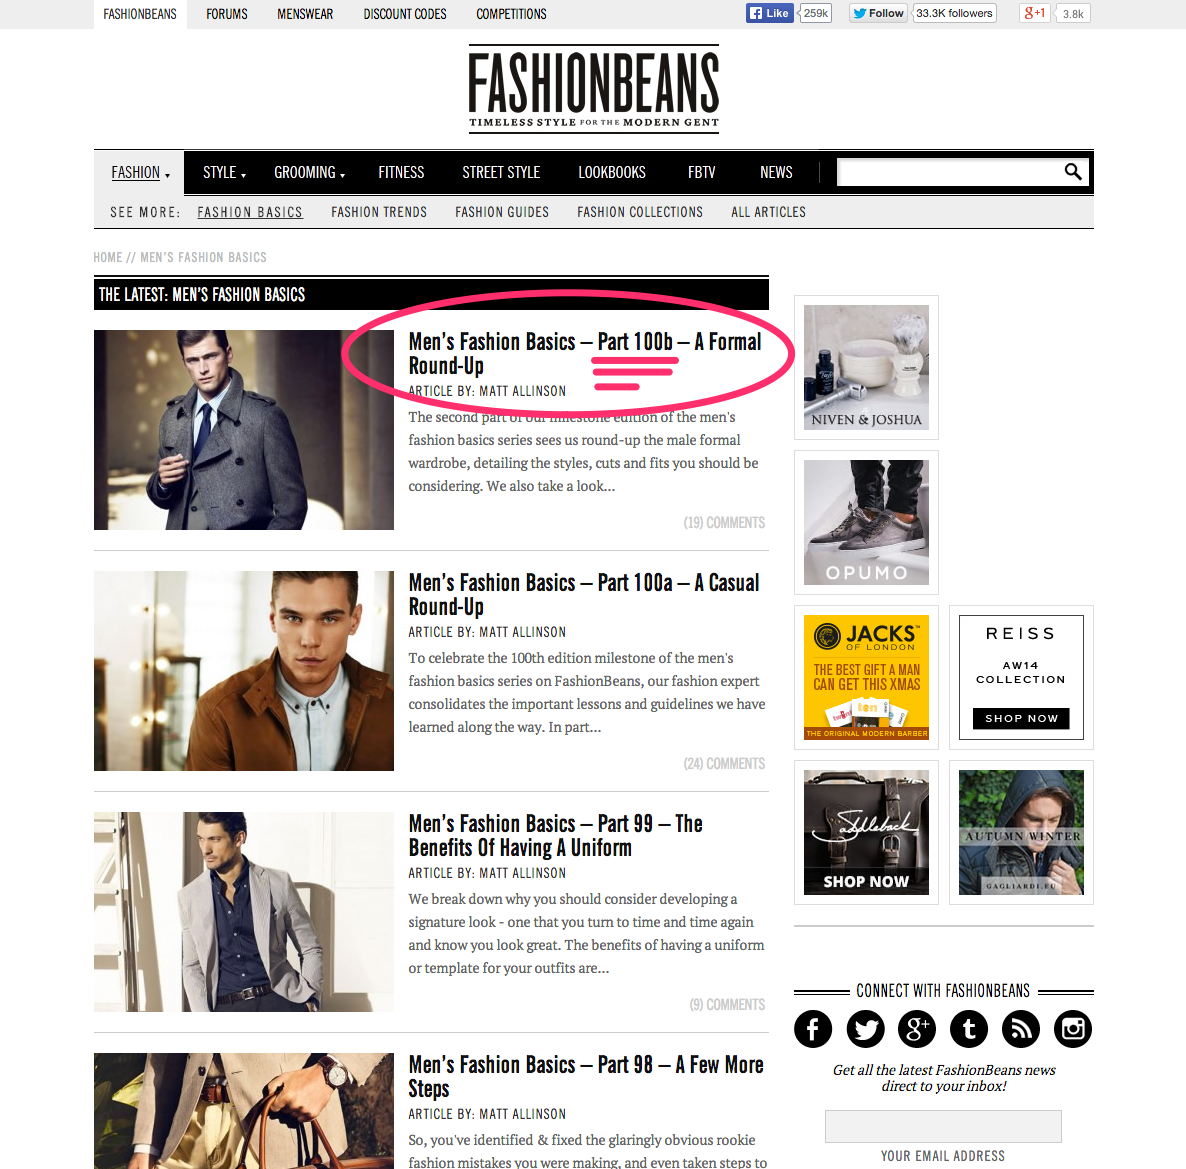 FASHIONBEANS FORUMS MENSWEAR DISCOUNT CODES COMPETITIONS
Like 259k Follow 33.3K followers g+1 3.8k
FASHIONBEANS
TIMELESS STYLE FOR THE MODERN GENT
FASHION STYLE GROOMING FITNESS STREET STYLE LOOKBOOKS FBTV NEWS
SEE MORE: FASHION BASICS FASHION TRENDS FASHION GUIDES FASHION COLLECTIONS ALL ARTICLES
HOME // MEN'S FASHION BASICS
THE LATEST: MEN'S FASHION BASICS
Men's Fashion Basics – Part 100b – A Formal
Round-Up
ARTICLE BY: MATT ALLINSON
The second part of our milestone edition of the men's
fashion basics series sees us round-up the male formal
wardrobe, detailing the styles, cuts and fits you should be
considering. We also take a look...
(19) COMMENTS
Men's Fashion Basics – Part 100a – A Casual
Round-Up
ARTICLE BY: MATT ALLINSON
To celebrate the 100th edition milestone of the men's
fashion basics series on FashionBeans, our fashion expert
consolidates the important lessons and guidelines we have
learned along the way. In part...
(24) COMMENTS
Men's Fashion Basics – Part 99 – The
Benefits Of Having A Uniform
ARTICLE BY: MATT ALLINSON
We break down why you should consider developing a
signature look - one that you turn to time and time again
and know you look great. The benefits of having a uniform
or template for your outfits are...
(9) COMMENTS
Men's Fashion Basics – Part 98 – A Few More
Steps
ARTICLE BY: MATT ALLINSON
So, you've identified & fixed the glaringly obvious rookie
fashion mistakes you were making, and even taken steps to
NIVEN & JOSHUA
OPUMO
JACKS
OF LONDON
THE BEST GIFT A MAN
CAN GET THIS XMAS
ten
THE ORIGINAL MODERN BARBER
REISS
AW14
COLLECTION
SHOP NOW
Saddleback
SHOP NOW
AUTUMN WINTER
GAGLIARDI.EU
CONNECT WITH FASHIONBEANS
Get all the latest FashionBeans news
direct to your inbox!
YOUR EMAIL ADDRESS